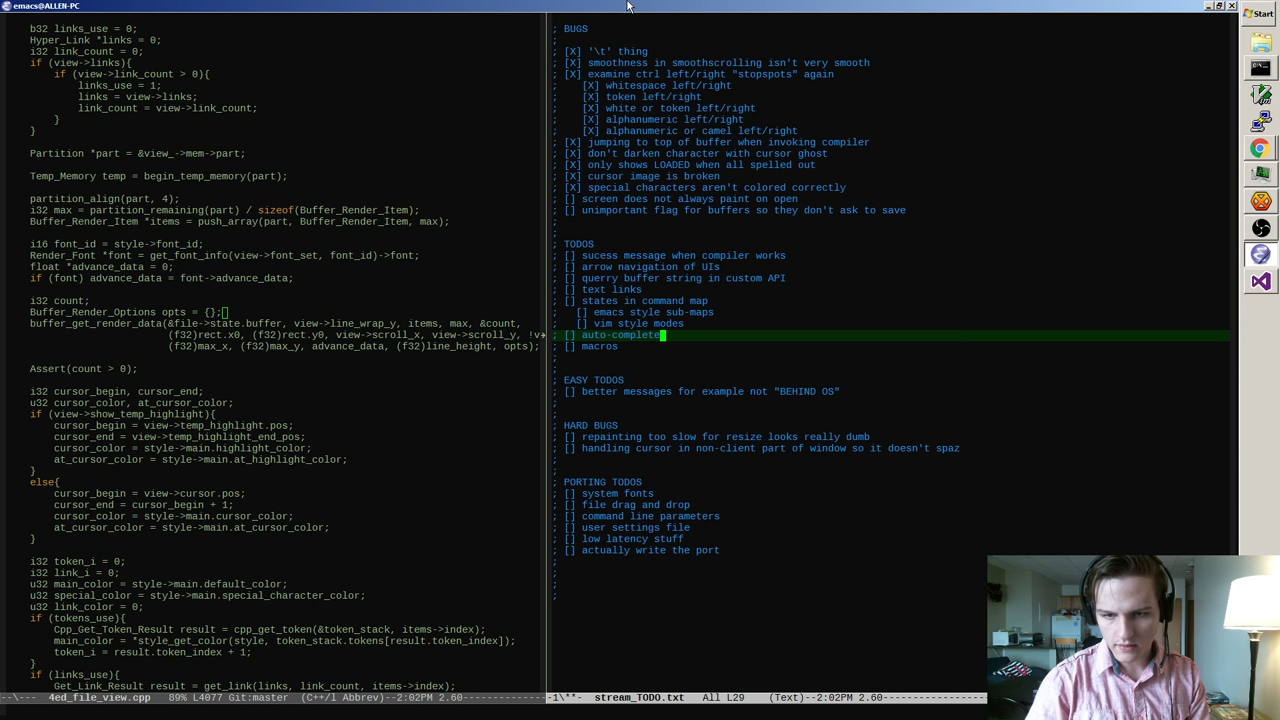 emacs@ALLEN-PC
Start
b32 links_use = 0;
Hyper_Link *links = 0;
i32 link_count = 0;
if (view->links){
if (view->link_count > 0){
links_use = 1;
links = view->links;
link_count = view->link_count;
}
}
Partition *part = &view_->mem->part;
Temp_Memory temp = begin_temp_memory(part);
partition_align(part, 4);
i32 max = partition_remaining(part) / sizeof(Buffer_Render_Item);
Buffer_Render_Item *items = push_array(part, Buffer_Render_Item, max);
i16 font_id = style->font_id;
Render_Font *font = get_font_info(view->font_set, font_id)->font;
float *advance_data = 0;
if (font) advance_data = font->advance_data;
i32 count;
Buffer_Render_Options opts = {};
buffer_get_render_data(&file->state.buffer, view->line_wrap_y, items, max, &count,
(f32)rect.x0, (f32)rect.y0, view->scroll_x, view->scroll_y, !v
(f32)max_x, (f32)max_y, advance_data, (f32)line_height, opts);
Assert(count > 0);
i32 cursor_begin, cursor_end;
u32 cursor_color, at_cursor_color;
if (view->show_temp_highlight){
cursor_begin = view->temp_highlight.pos;
cursor_end = view->temp_highlight_end_pos;
cursor_color = style->main.highlight_color;
at_cursor_color = style->main.at_highlight_color;
}
else{
cursor_begin = view->cursor.pos;
cursor_end = cursor_begin + 1;
cursor_color = style->main.cursor_color;
at_cursor_color = style->main.at_cursor_color;
}
i32 token_i = 0;
i32 link_i = 0;
u32 main_color = style->main.default_color;
u32 special_color = style->main.special_character_color;
u32 link_color = 0;
if (tokens_use){
Cpp_Get_Token_Result result = cpp_get_token(&token_stack, items->index);
main_color = *style_get_color(style, token_stack.tokens[result.token_index]);
token_i = result.token_index + 1;
}
if (links_use){
Get_Link_Result result = get_link(links, link_count, items->index);
--\--- 4ed_file_view.cpp 89% L4077 Git:master (C++/l Abbrev)--2:02PM 2.60---------
; BUGS
;
; [X] '\t' thing
; [X] smoothness in smoothscrolling isn't very smooth
; [X] examine ctrl left/right "stopspots" again
; [X] whitespace left/right
; [X] token left/right
; [X] white or token left/right
; [X] alphanumeric left/right
; [X] alphanumeric or camel left/right
; [X] jumping to top of buffer when invoking compiler
; [X] don't darken character with cursor ghost
; [X] only shows LOADED when all spelled out
; [X] cursor image is broken
; [X] special characters aren't colored correctly
; [] screen does not always paint on open
; [] unimportant flag for buffers so they don't ask to save
;
;
; TODOS
; [] sucess message when compiler works
; [] arrow navigation of UIs
; [] querry buffer string in custom API
; [] text links
; [] states in command map
; [] emacs style sub-maps
; [] vim style modes
; [] auto-complete
; [] macros
;
;
; EASY TODOS
; [] better messages for example not "BEHIND OS"
;
;
; HARD BUGS
; [] repainting too slow for resize looks really dumb
; [] handling cursor in non-client part of window so it doesn't spaz
;
;
; PORTING TODOS
; [] system fonts
; [] file drag and drop
; [] command line parameters
; [] user settings file
; [] low latency stuff
; [] actually write the port
;
;
;
;
-1\**- stream_TODO.txt All L29 (Text)--2:02PM 2.60---------